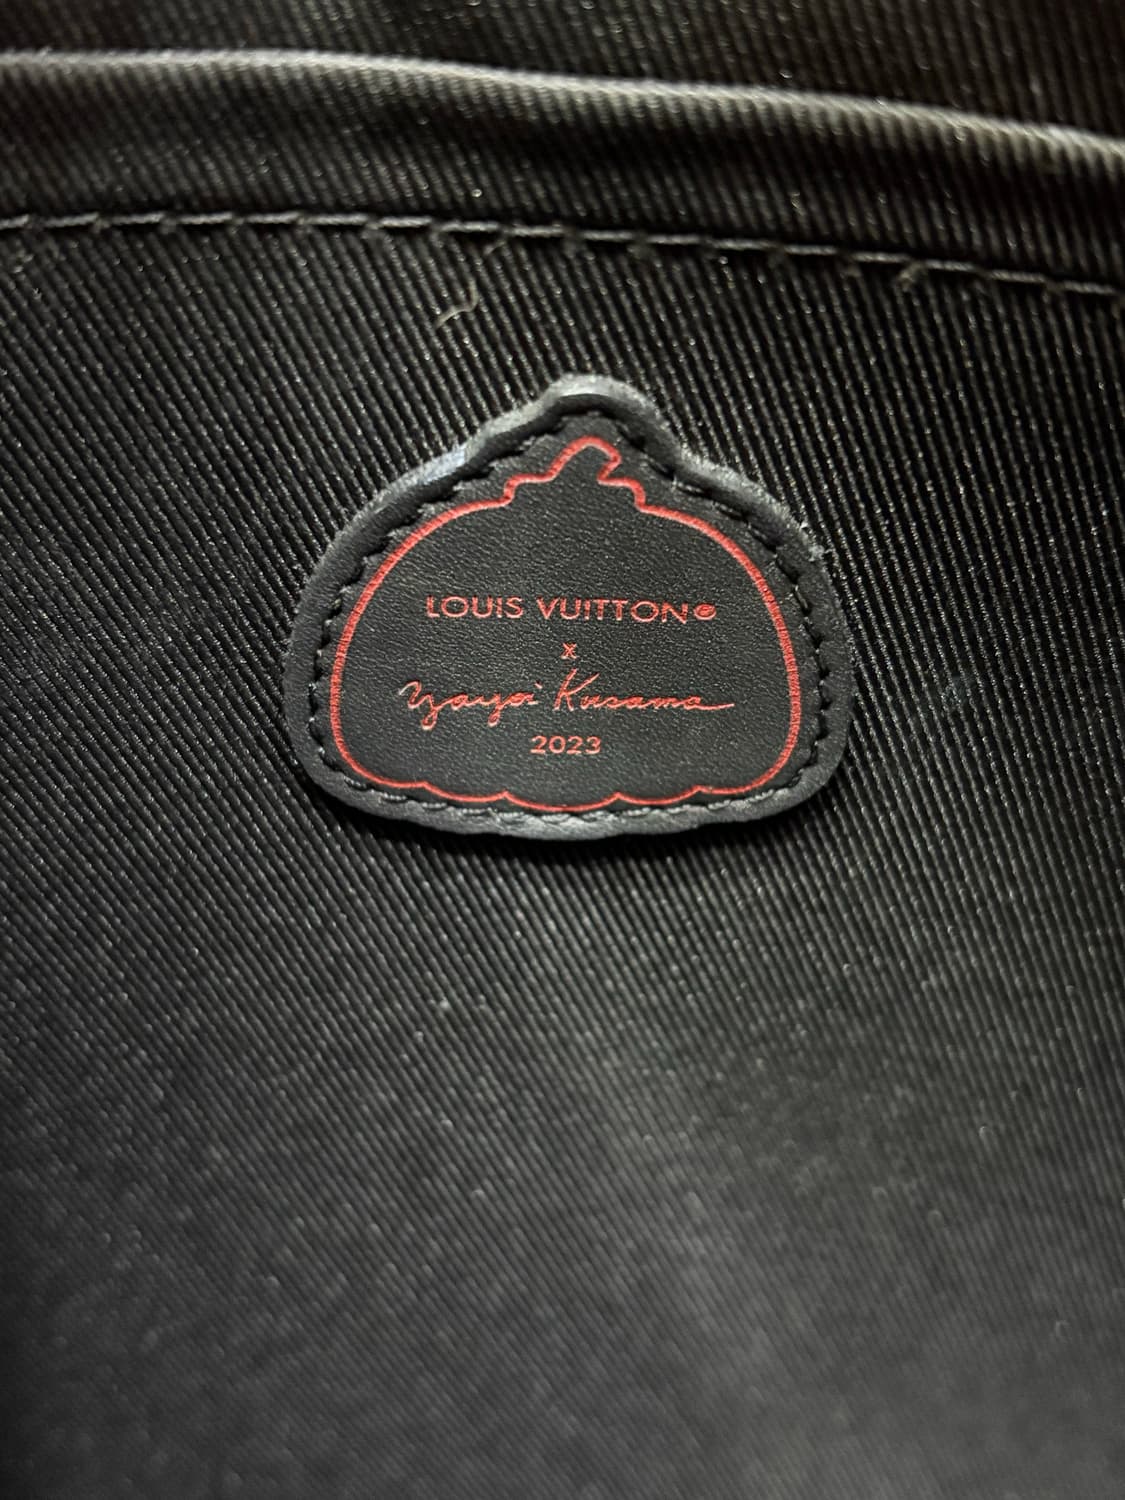 LOUIS VUITTON®
x
Yayoi Kusama
2023